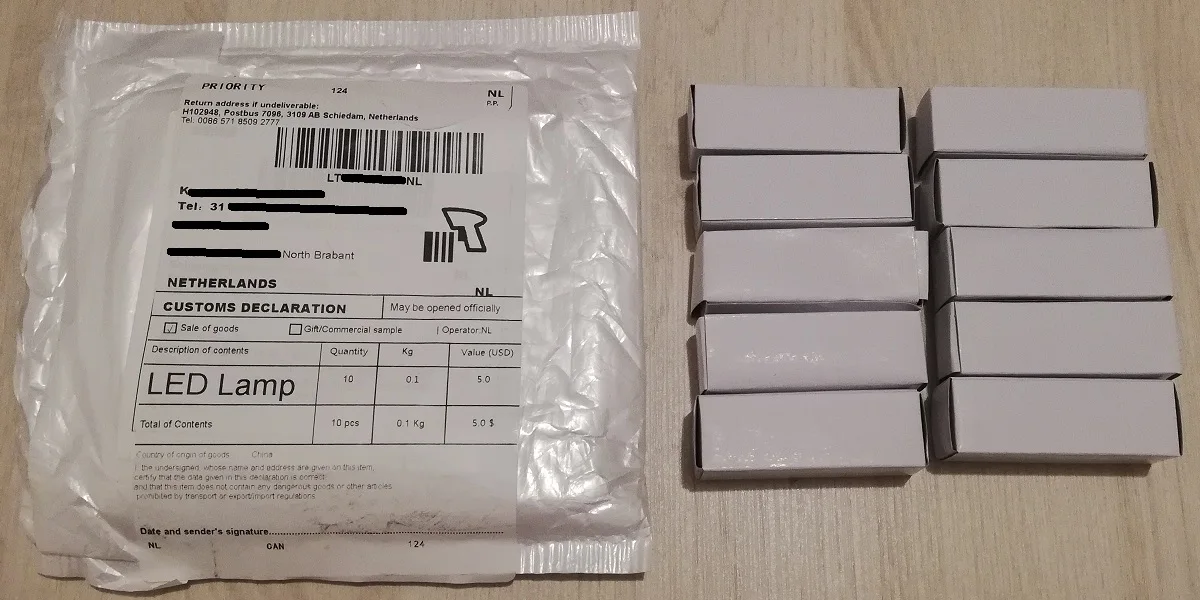 PRIORITY 124 NL
P.P.
Return address if undeliverable:
H102948, Postbus 7096, 3109 AB Schiedam, Netherlands
Tel: 0086 571 8509 2777
LT NL
K
Tel: 31
North Brabant
NETHERLANDS
NL
CUSTOMS DECLARATION May be opened officially
Sale of goods Gift/Commercial sample | Operator:NL
Description of contents Quantity Kg Value (USD)
LED Lamp 10 0.1 5.0
Total of Contents 10 pcs 0.1 Kg 5.0 $
Country of origin of goods China
I, the undersigned, whose name and address are given on this item,
certify that the data given in this declaration is correct
and that this item does not contain any dangerous goods or other articles
prohibited by transport or export/import regulations
Date and sender's signature
NL CAN 124